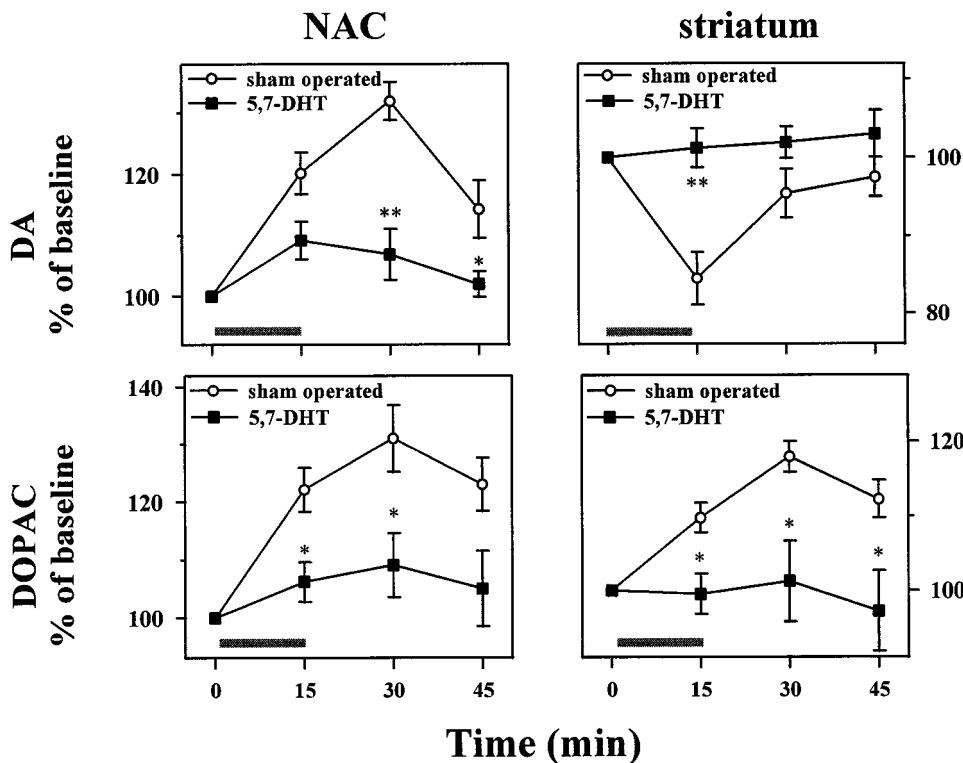 NAC
striatum
DA
% of baseline
sham operated
5,7-DHT
120
100
**
*
sham operated
5,7-DHT
100
80
**
DOPAC
% of baseline
140
120
100
sham operated
5,7-DHT
*
*
0 15 30 45
sham operated
5,7-DHT
120
100
*
*
*
0 15 30 45
Time (min)